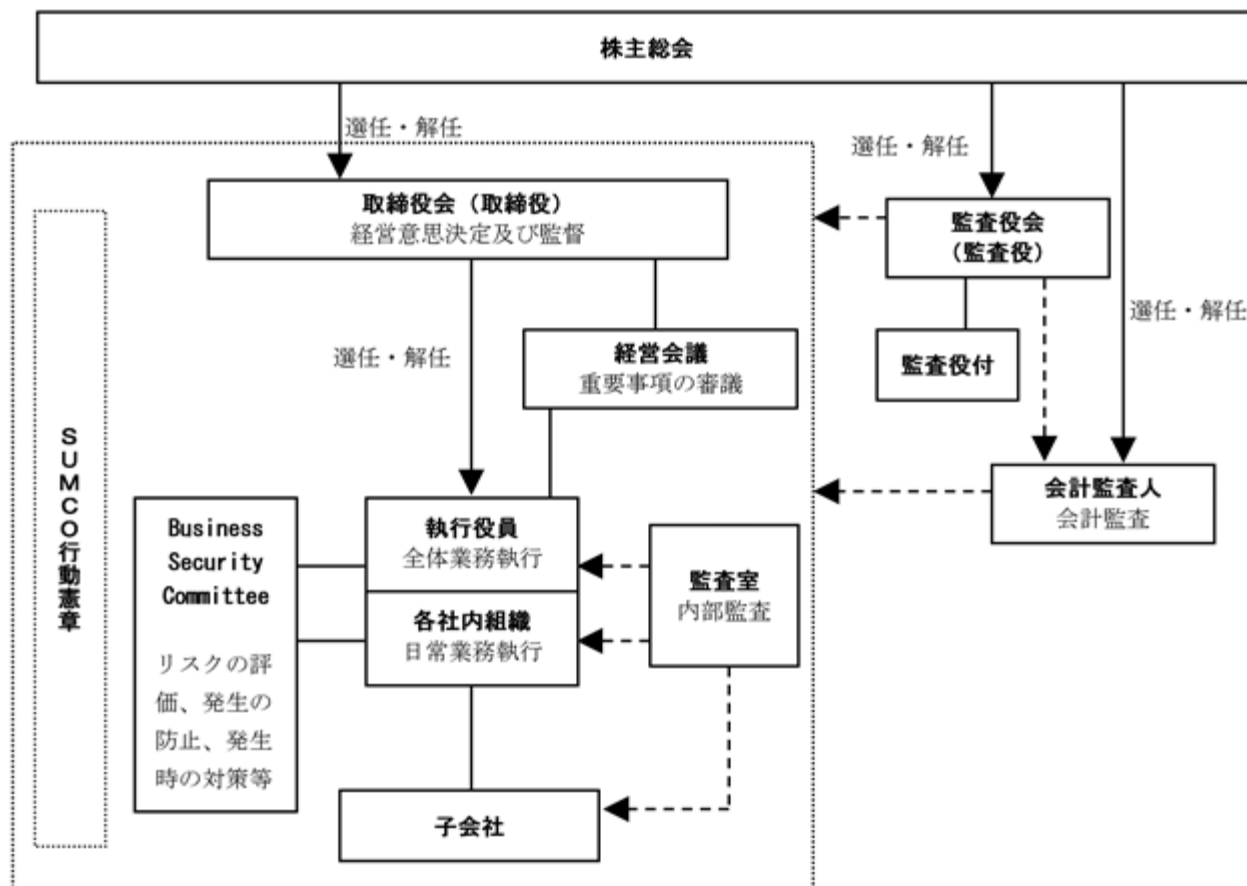 株主総会
選任・解任
選任・解任
取締役会（取締役）
経営意思決定及び監督
監査役会
（監査役）
選任・解任
選任・解任
経営会議
重要事項の審議
監査役付
SUMCO行動憲章
会計監査人
会計監査
Business
Security
Committee
リスクの評
価、発生の
防止、発生
時の対策等
執行役員
全体業務執行
各社内組織
日常業務執行
監査室
内部監査
子会社